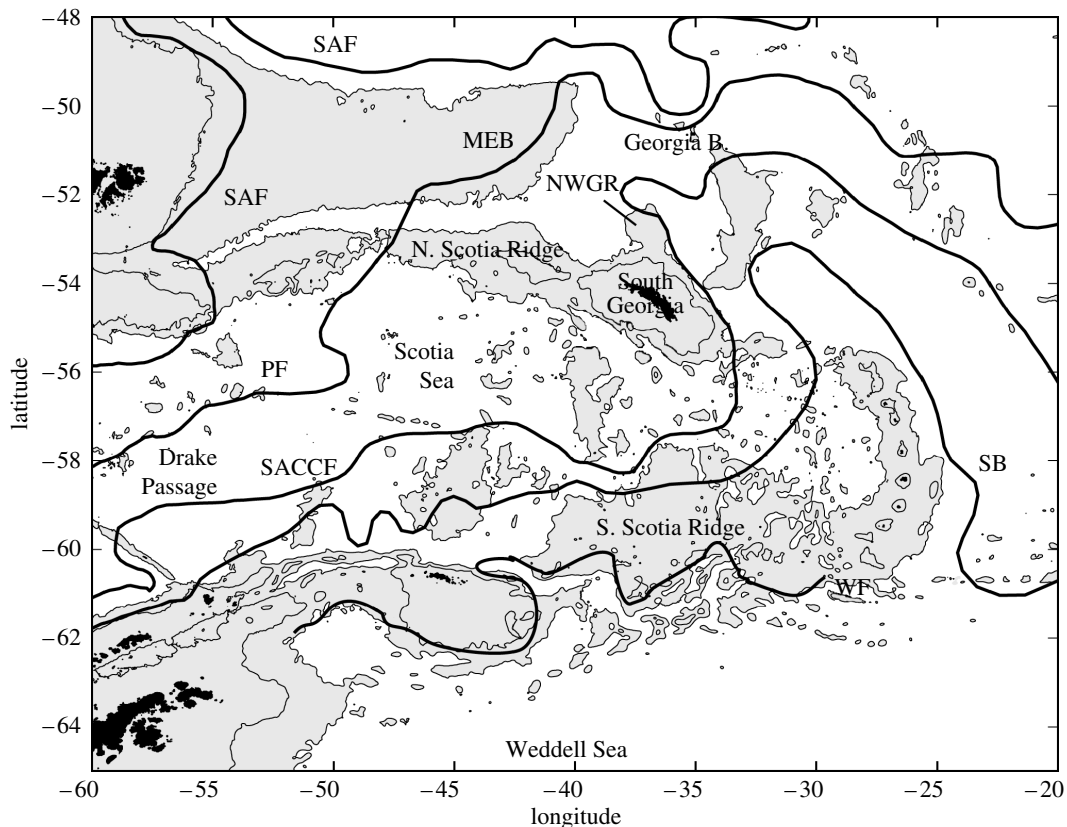 −48
−50
−52
−54
−56
−58
−60
−62
−64
latitude
SAF
MEB
Georgia B.
NWGR
SAF
N. Scotia Ridge
South
Georgia
Scotia
Sea
PF
Drake
Passage
SACCF
SB
S. Scotia Ridge
WF
Weddell Sea
−60
−55
−50
−45
−40
−35
−30
−25
−20
longitude